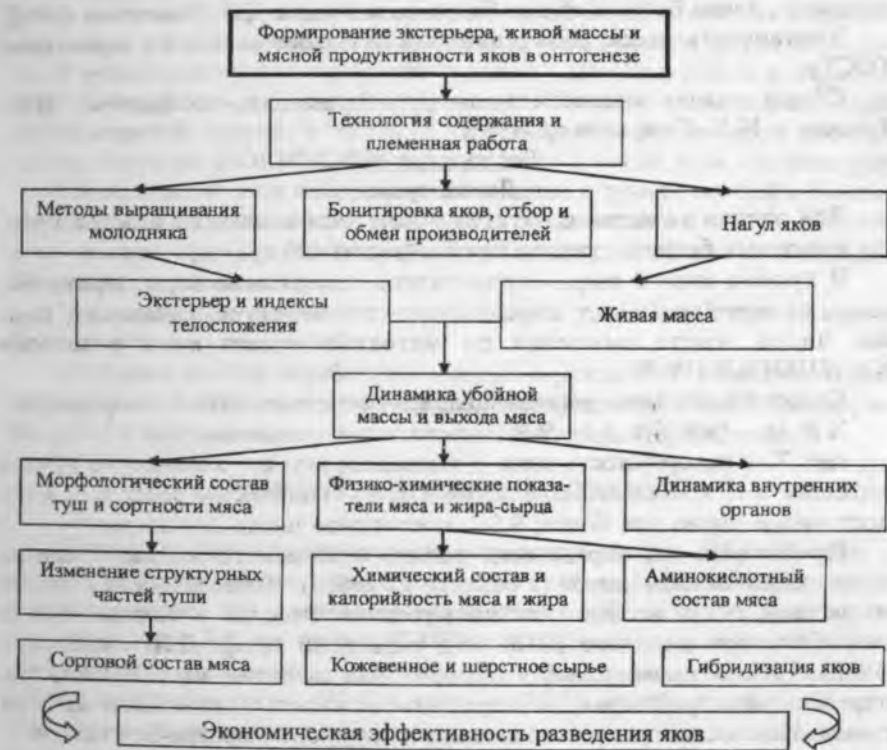 Формирование экстерьера, живой массы и
мясной продуктивности яков в онтогенезе
Технология содержания и
племенная работа
Методы выращивания
молодняка
Бонитировка яков, отбор и
обмен производителей
Нагул яков
Экстерьер и индексы
телосложения
Живая масса
Динамика убойной
массы и выхода мяса
Морфологический состав
туш и сортности мяса
Физико-химические показа-
тели мяса и жира-сырца
Динамика внутренних
органов
Изменение структурных
частей туши
Химический состав и
калорийность мяса и жира
Аминокислотный
состав мяса
Сортовой состав мяса
Кожевенное и шерстное сырье
Гибридизация яков
Экономическая эффективность разведения яков